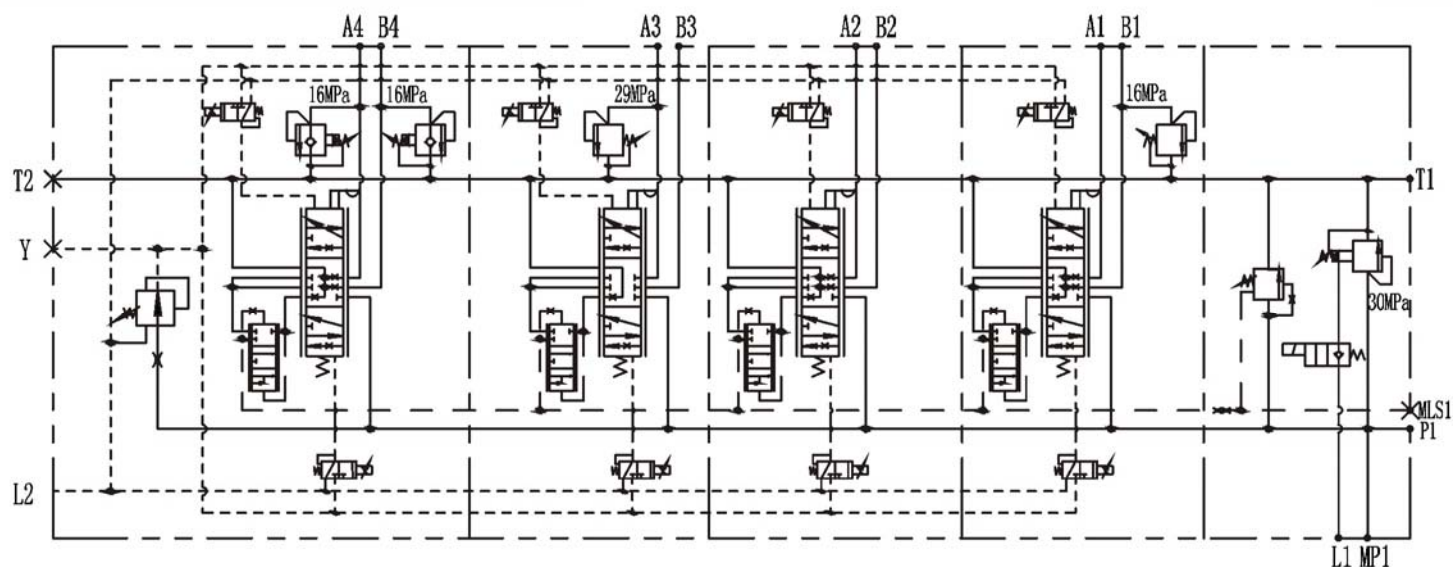 A4 B4 A3 B3 A2 B2 A1 B1
16MPa 16MPa 29MPa 16MPa
T2 T1
Y
30MPa
MLS1
P1
L2
L1 MP1